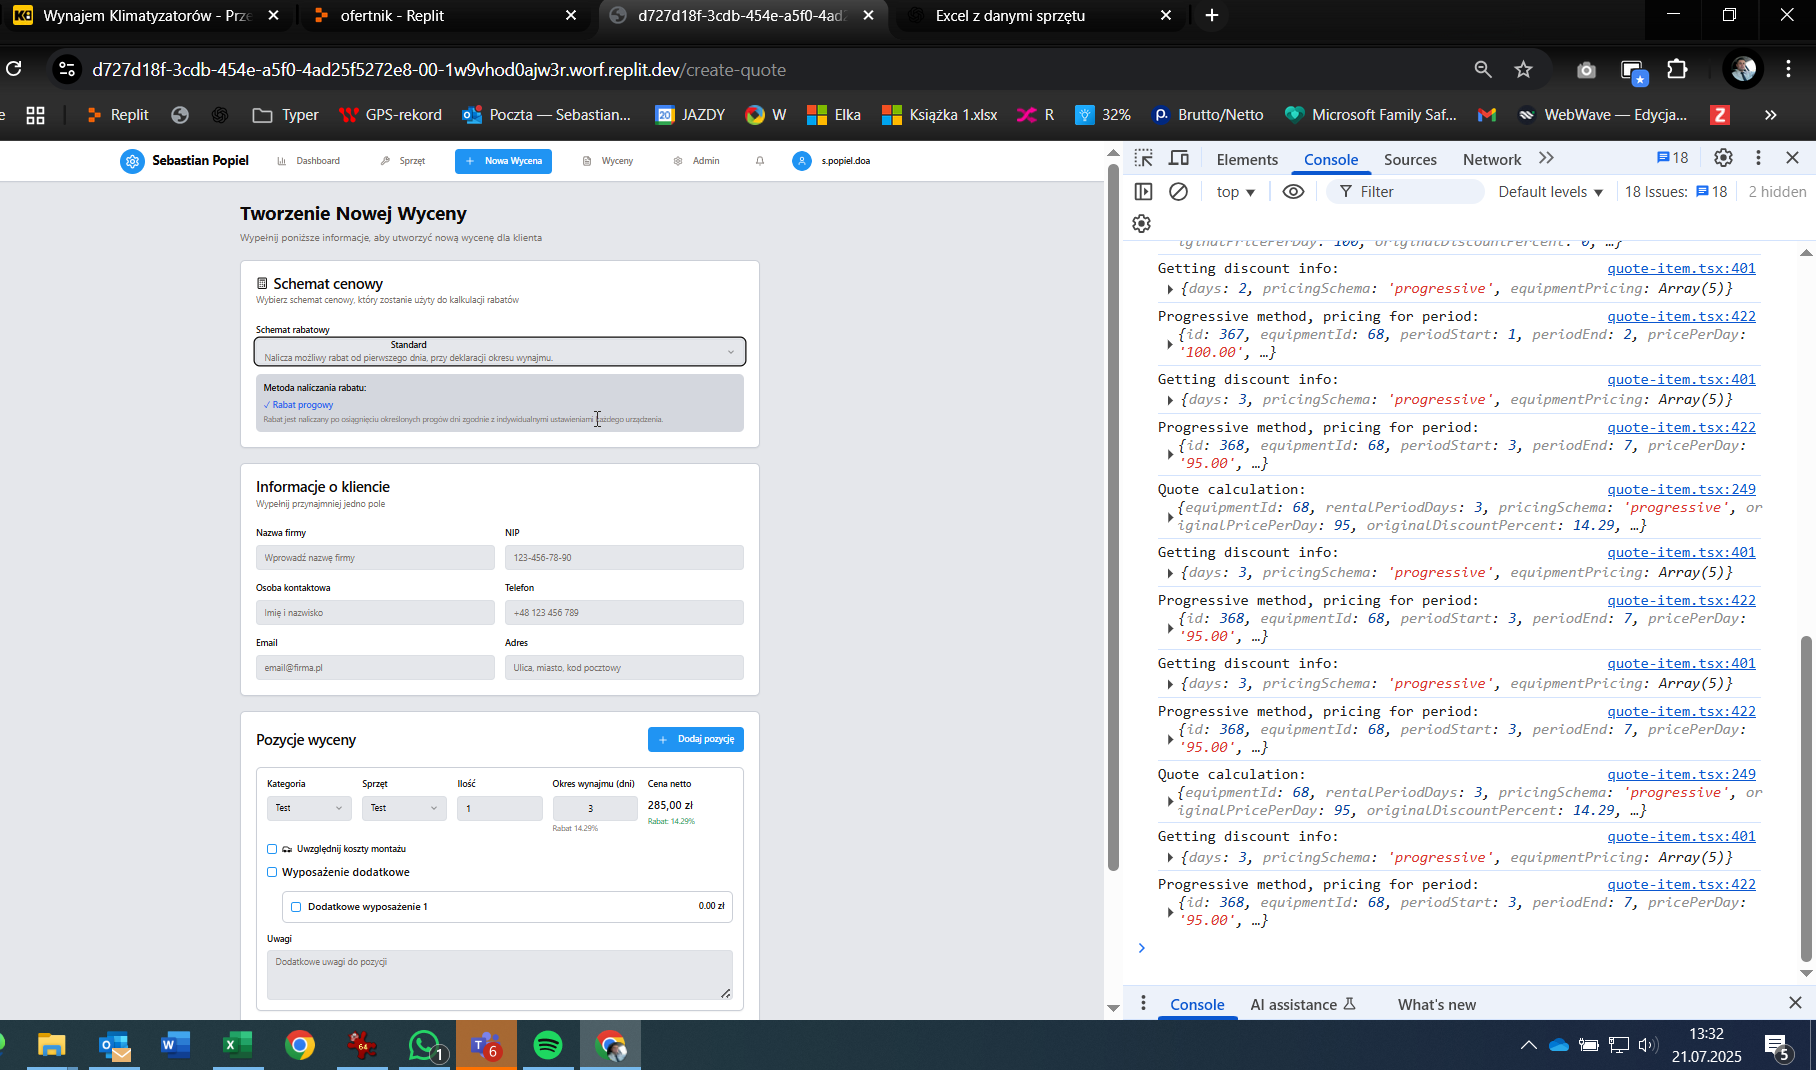 Wynajem Klimatyzatorów - Prze
ofertnik - Replit
d727d18f-3cdb-454e-a5f0-4ad2
Excel z danymi sprzętu
d727d18f-3cdb-454e-a5f0-4ad25f5272e8-00-1w9vhod0ajw3r.worf.replit.dev/create-quote
e
Replit
Typer
GPS-rekord
Poczta — Sebastian...
JAZDY
W
Elka
Książka 1.xlsx
R
32%
Brutto/Netto
Microsoft Family Saf...
WebWave — Edycja...
Sebastian Popiel
Dashboard
Sprzęt
+ Nowa Wycena
Wyceny
Admin
s.popiel.doa
Tworzenie Nowej Wyceny
Wypełnij poniższe informacje, aby utworzyć nową wycenę dla klienta
Schemat cenowy
Wybierz schemat cenowy, który zostanie użyty do kalkulacji rabatów
Schemat rabatowy
Standard
Nalicza możliwy rabat od pierwszego dnia, przy deklaracji okresu wynajmu.
Metoda naliczania rabatu:
✓ Rabat progowy
Rabat jest naliczany po osiągnięciu określonych progów dni zgodnie z indywidualnymi ustawieniami każdego urządzenia.
Informacje o kliencie
Wypełnij przynajmniej jedno pole
Nazwa firmy
NIP
Wprowadź nazwę firmy
123-456-78-90
Osoba kontaktowa
Telefon
Imię i nazwisko
+48 123 456 789
Email
Adres
email@firma.pl
Ulica, miasto, kod pocztowy
Pozycje wyceny
+ Dodaj pozycję
Kategoria
Sprzęt
Ilość
Okres wynajmu (dni)
Cena netto
Test
Test
1
3
285,00 zł
Rabat: 14.29%
Rabat 14.29%
Uwzględnij koszty montażu
Wyposażenie dodatkowe
Dodatkowe wyposażenie 1
0.00 zł
Uwagi
Dodatkowe uwagi do pozycji
Elements
Console
Sources
Network
18
top
Filter
Default levels
18 Issues: 18
2 hidden
iginalPricePerDay: 100, originalDiscountPercent: 0, …}
Getting discount info: quote-item.tsx:401
{days: 2, pricingSchema: 'progressive', equipmentPricing: Array(5)}
Progressive method, pricing for period: quote-item.tsx:422
{id: 367, equipmentId: 68, periodStart: 1, periodEnd: 2, pricePerDay:
'100.00', …}
Getting discount info: quote-item.tsx:401
{days: 3, pricingSchema: 'progressive', equipmentPricing: Array(5)}
Progressive method, pricing for period: quote-item.tsx:422
{id: 368, equipmentId: 68, periodStart: 3, periodEnd: 7, pricePerDay:
'95.00', …}
Quote calculation: quote-item.tsx:249
{equipmentId: 68, rentalPeriodDays: 3, pricingSchema: 'progressive', or
iginalPricePerDay: 95, originalDiscountPercent: 14.29, …}
Getting discount info: quote-item.tsx:401
{days: 3, pricingSchema: 'progressive', equipmentPricing: Array(5)}
Progressive method, pricing for period: quote-item.tsx:422
{id: 368, equipmentId: 68, periodStart: 3, periodEnd: 7, pricePerDay:
'95.00', …}
Getting discount info: quote-item.tsx:401
{days: 3, pricingSchema: 'progressive', equipmentPricing: Array(5)}
Progressive method, pricing for period: quote-item.tsx:422
{id: 368, equipmentId: 68, periodStart: 3, periodEnd: 7, pricePerDay:
'95.00', …}
Quote calculation: quote-item.tsx:249
{equipmentId: 68, rentalPeriodDays: 3, pricingSchema: 'progressive', or
iginalPricePerDay: 95, originalDiscountPercent: 14.29, …}
Getting discount info: quote-item.tsx:401
{days: 3, pricingSchema: 'progressive', equipmentPricing: Array(5)}
Progressive method, pricing for period: quote-item.tsx:422
{id: 368, equipmentId: 68, periodStart: 3, periodEnd: 7, pricePerDay:
'95.00', …}
Console
AI assistance
What's new
64
1
6
13:32
21.07.2025
5